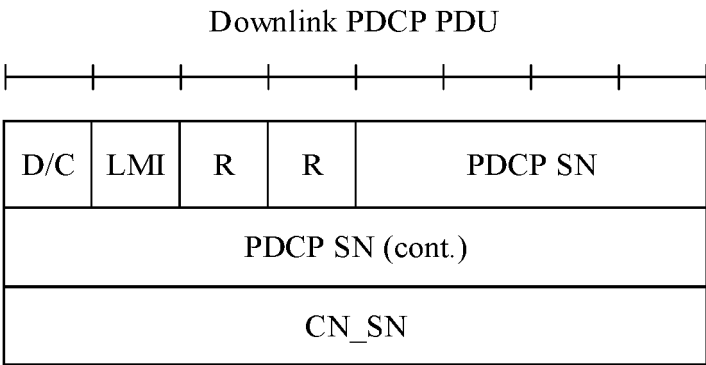 Downlink PDCP PDU
D/C LMI R R PDCP SN
PDCP SN (cont.)
CN_SN